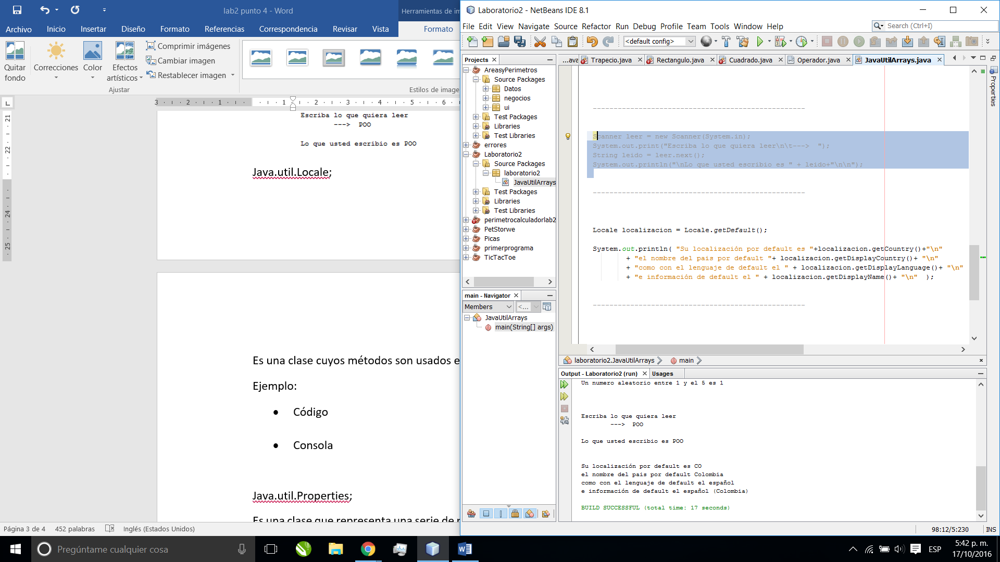 lab2 punto 4 - Word
Herramientas de im
Archivo Inicio Insertar Diseño Formato Referencias Correspondencia Revisar Vista Formato
Quitar fondo
Correcciones
Color
Efectos artísticos
Comprimir imágenes
Cambiar imagen
Restablecer imagen
Ajustar
Estilos de image
3 2 1 1 2 3 4 5 6
21
22
24
25
Escriba lo que quiera leer
---> POO
Lo que usted escribio es POO
Java.util.Locale;
Es una clase cuyos métodos son usados e
Ejemplo:
• Código
• Consola
Java.util.Properties;
Es una clase que representa una serie de
Página 3 de 4 452 palabras Inglés (Estados Unidos)
Laboratorio2 - NetBeans IDE 8.1
File Edit View Navigate Source Refactor Run Debug Profile Team Tools Window Help
Search (Ctrl+I)
<default config>
Projects
AreasyPerimetros
Source Packages
Datos
negocios
ui
Test Packages
Libraries
Test Libraries
errores
Laboratorio2
Source Packages
laboratorio2
JavaUtilArrays
Test Packages
Libraries
Test Libraries
perimetrocalculadorlab2
PetStorwe
Picas
primerprograma
TicTacToe
main - Navigator
Members <...
JavaUtilArrays
main(String[] args)
...ava Trapecio.java Rectangulo.java Cuadrado.java Operador.java JavaUtilArrays.java
Properties
---------------------------------------------------
Scanner leer = new Scanner(System.in);
System.out.print("Escriba lo que quiera leer\n\t--->  ");
String leido = leer.next();
System.out.println("\nLo que usted escribio es " + leido+"\n\n");
---------------------------------------------------
Locale localizacion = Locale.getDefault();
System.out.println( "Su localización por default es "+localizacion.getCountry()+"\n"
+ "el nombre del pais por default "+ localizacion.getDisplayCountry()+ "\n"
+ "como con el lenguaje de default el " + localizacion.getDisplayLanguage()+ "\n"
+ "e información de default el " + localizacion.getDisplayName()+ "\n"  );
---------------------------------------------------
laboratorio2.JavaUtilArrays main
Output - Laboratorio2 (run) Usages
Un numero aleatorio entre 1 y el 5 es 1
Escriba lo que quiera leer
---> POO
Lo que usted escribio es POO
Su localización por default es CO
el nombre del pais por default Colombia
como con el lenguaje de default el español
e información de default el español (Colombia)
BUILD SUCCESSFUL (total time: 17 seconds)
98:12/5:230 INS
Pregúntame cualquier cosa
ESP
5:42 p. m.
17/10/2016